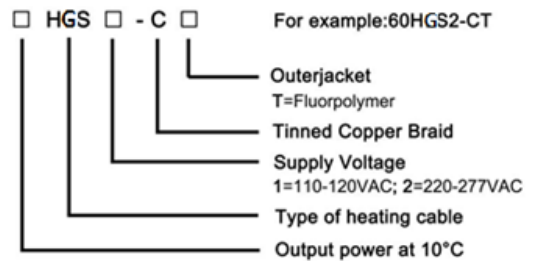 □ HGS □ - C □ For example:60HGS2-CT
Outerjacket
T=Fluorpolymer
Tinned Copper Braid
Supply Voltage
1=110-120VAC; 2=220-277VAC
Type of heating cable
Output power at 10°C